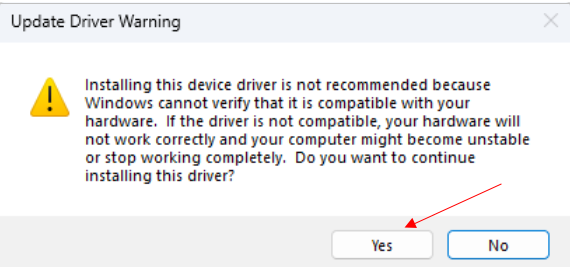 Update Driver Warning
Installing this device driver is not recommended because
Windows cannot verify that it is compatible with your
hardware.  If the driver is not compatible, your hardware will
not work correctly and your computer might become unstable
or stop working completely.  Do you want to continue
installing this driver?
Yes
No